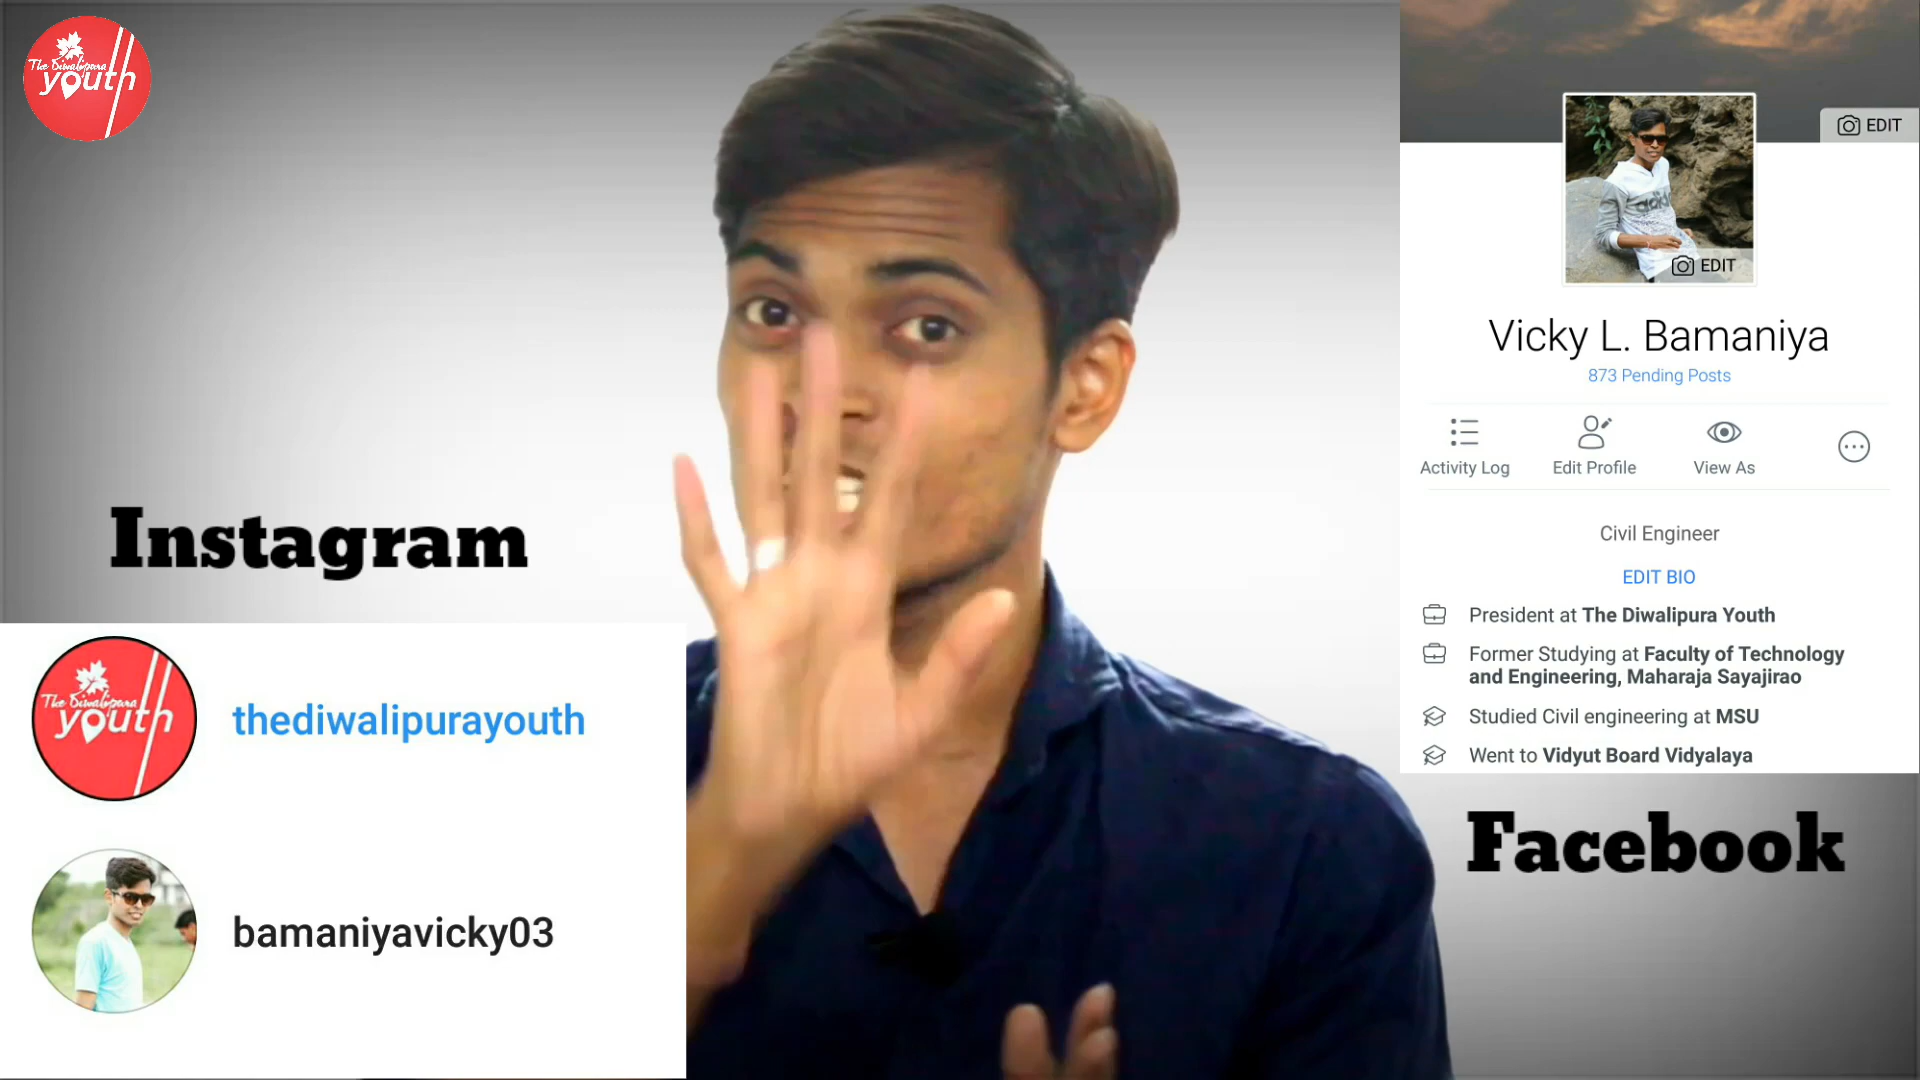 The Diwalipura
youth
Instagram
The Diwalipura
youth
thediwalipurayouth
bamaniyavicky03
EDIT
adid
EDIT
Vicky L. Bamaniya
873 Pending Posts
Activity Log
Edit Profile
View As
Civil Engineer
EDIT BIO
President at The Diwalipura Youth
Former Studying at Faculty of Technology
and Engineering, Maharaja Sayajirao
Studied Civil engineering at MSU
Went to Vidyut Board Vidyalaya
Facebook